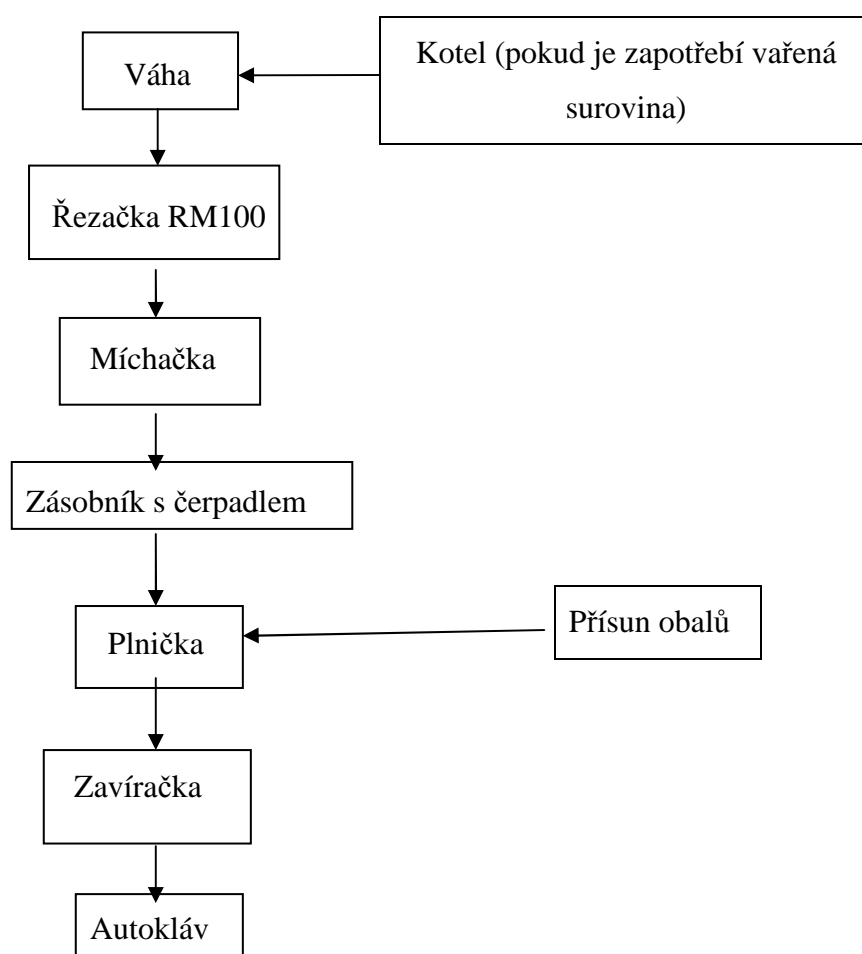 Váha
Kotel (pokud je zapotřebí vařená
surovina)
Řezačka RM100
Míchačka
Zásobník s čerpadlem
Plnička
Přísun obalů
Zavíračka
Autokláv